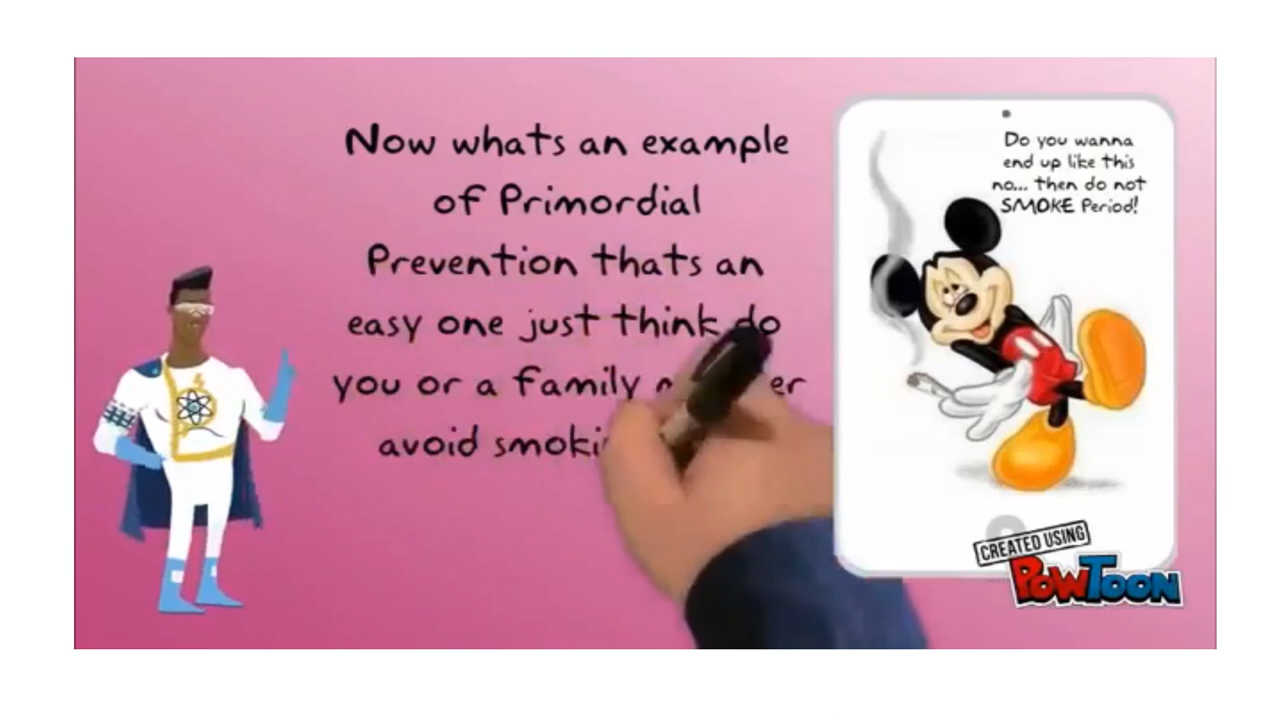 Now whats an example
of Primordial
Prevention thats an
easy one just think do
you or a family
avoid
Do you wanna
end up like this
no... then do not
SMOKE Period!
CREATED USING
POWTOON